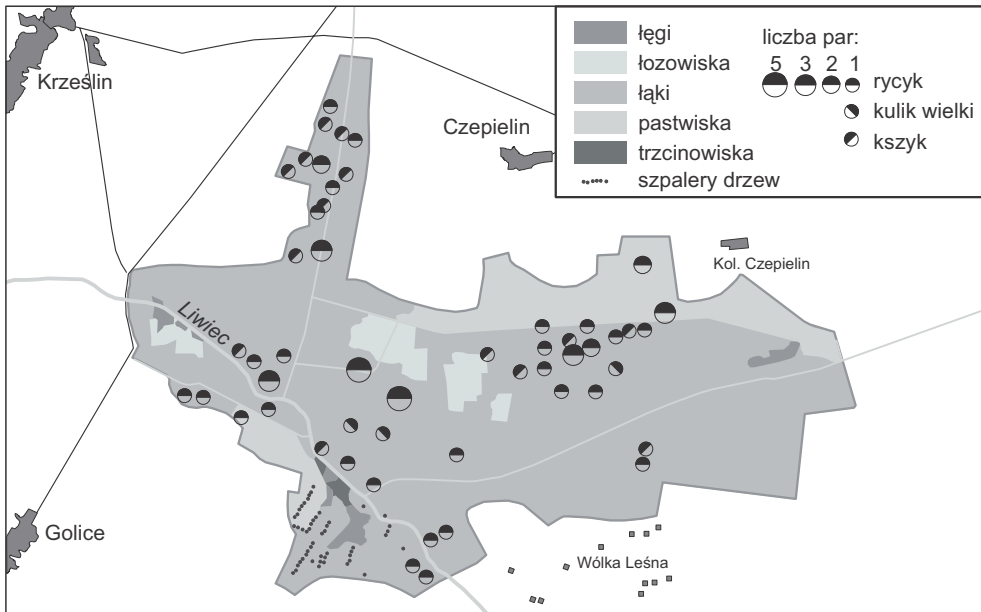 Krześlin
Czepielin
Kol. Czepielin
Liwiec
Golice
Wólka Leśna
łęgi
łozowiska
łąki
pastwiska
trzcinowiska
szpalery drzew
liczba par:
5 3 2 1
rycyk
kulik wielki
kszyk